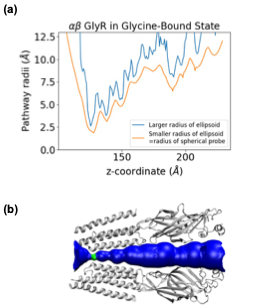 (a)
αβ GlyR in Glycine-Bound State
12.5
10.0
7.5
5.0
2.5
0.0
Pathway radii (Å)
Larger radius of ellipsoid
Smaller radius of ellipsoid
=radius of spherical probe
150 200
z-coordinate (Å)
(b)